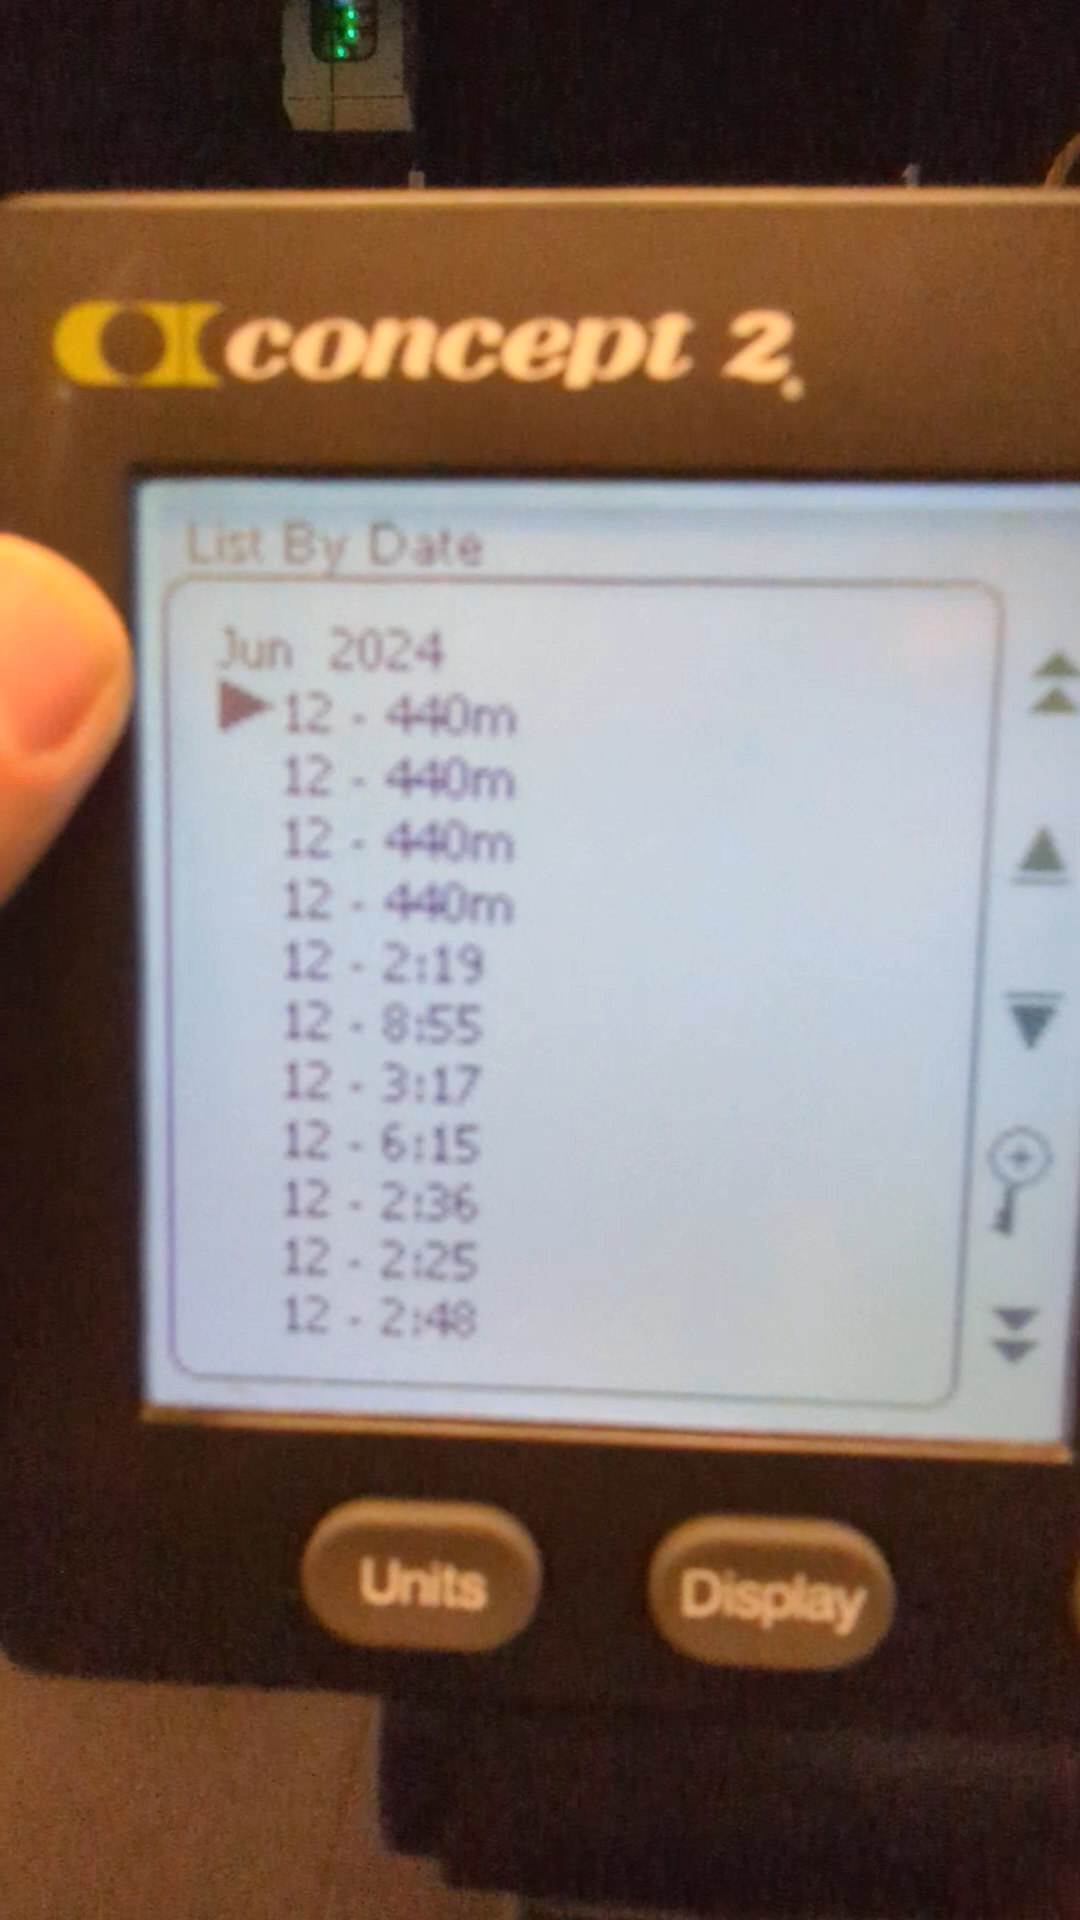 concept 2
List By Date
Jun 2024
12 - 440m
12 - 440m
12 - 440m
12 - 440m
12 - 2:19
12 - 8:55
12 - 3:17
12 - 6:15
12 - 2:36
12 - 2:25
12 - 2:48
Units
Display